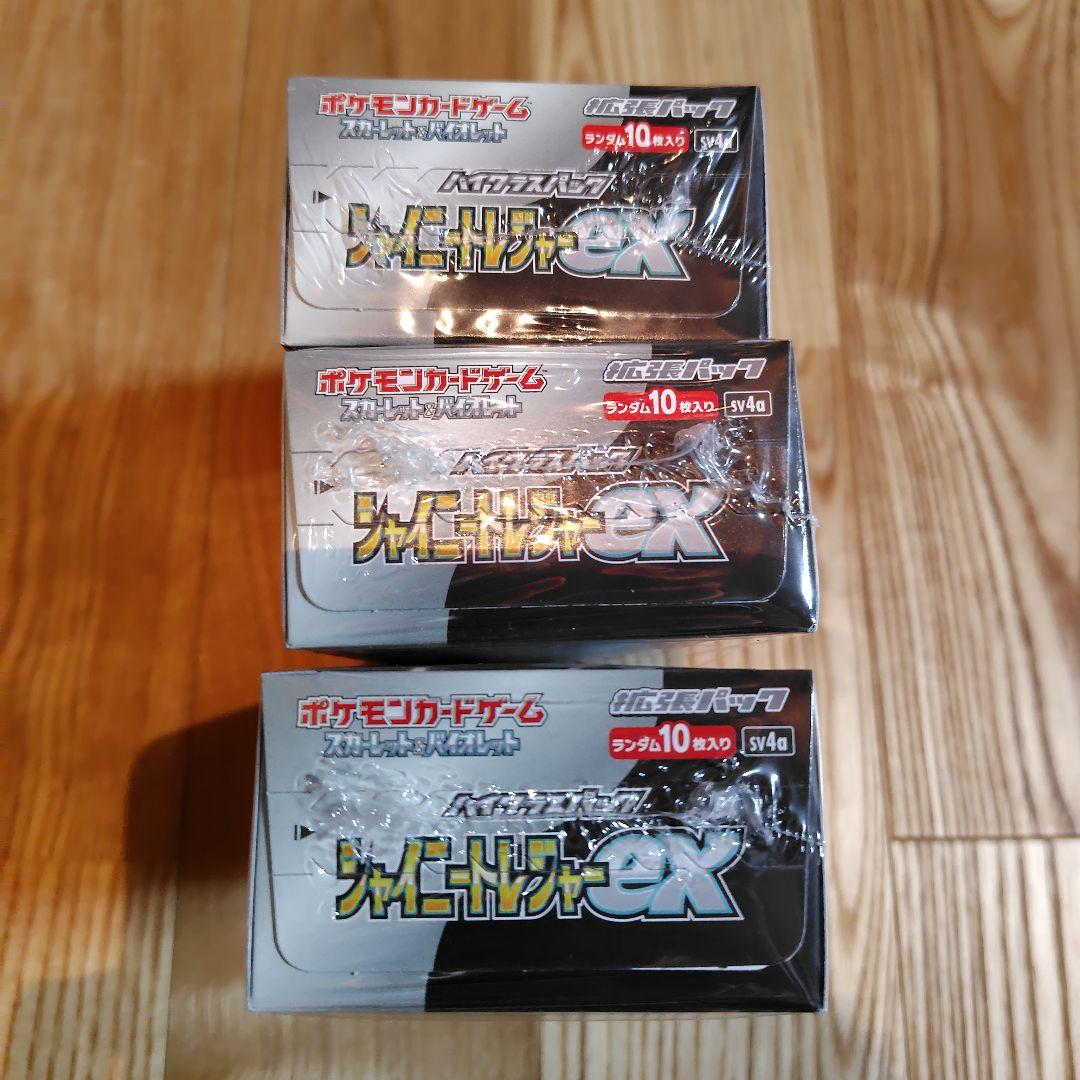 ポケモンカードゲーム
拡張パック
スカーレット&バイオレット
ランダム10枚入り
sv4a
ハイクラスパック
シャイニートレジャーex
ポケモンカードゲーム
拡張パック
スカーレット&バイオレット
ランダム10枚入り
sv4a
ハイクラスパック
シャイニートレジャーex
ポケモンカードゲーム
拡張パック
スカーレット&バイオレット
ランダム10枚入り
sv4a
ハイクラスパック
シャイニートレジャーex